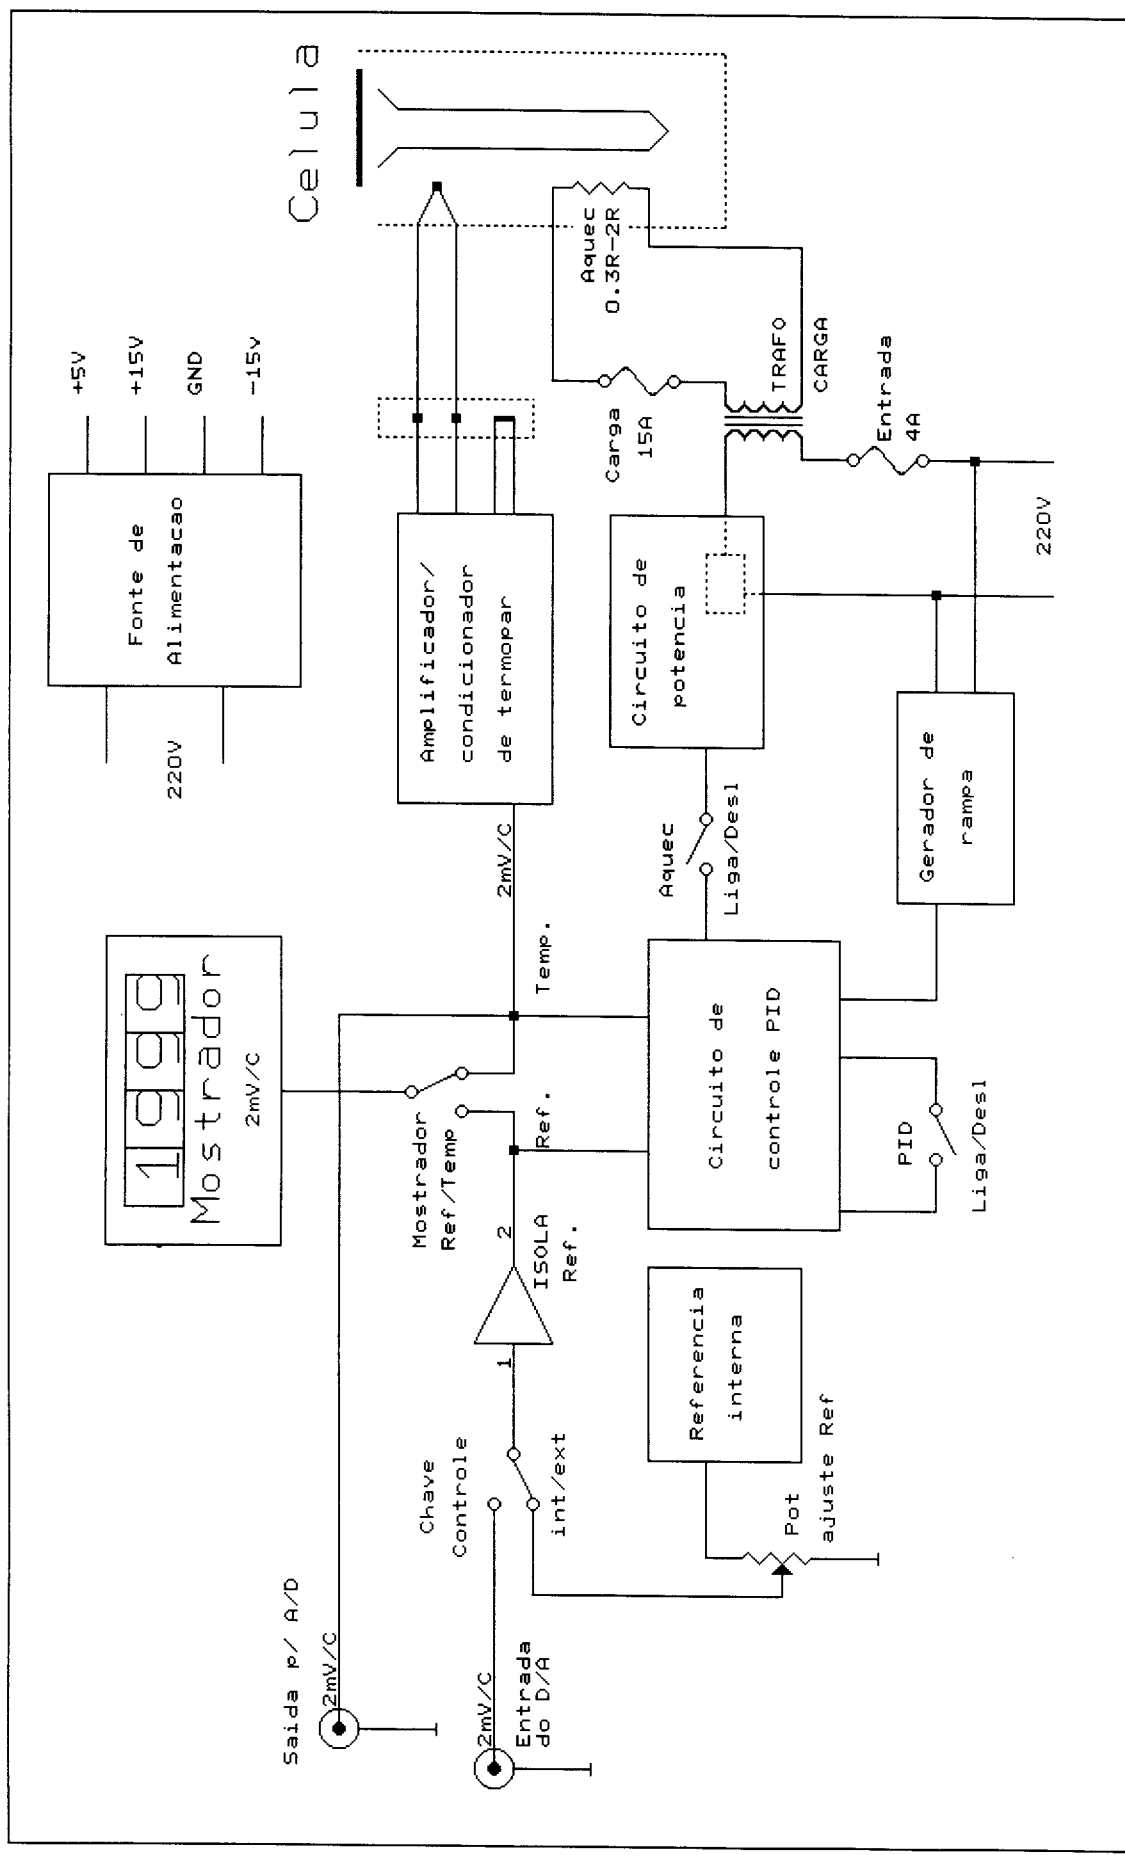 Saida p/ A/D
2mV/C
2mV/C
Entrada
do D/A
Chave
Controle
int/ext
1
2
ISOLA
Ref.
Referencia
interna
Pot
ajuste Ref
1999
Mostrador
2mV/C
Mostrador
Ref/Temp
Ref.
Temp.
2mV/C
Circuito de
controle PID
PID
Liga/Desl
Aquec
Liga/Desl
Gerador de
rampa
220V
Fonte de
Alimentacao
+5V
+15V
GND
-15v
Amplificador/
condicionador
de termopar
Circuito de
potencia
220V
Carga
15A
TRAFO
CARGA
Entrada
4A
Aquec
0.3R-2R
Celula